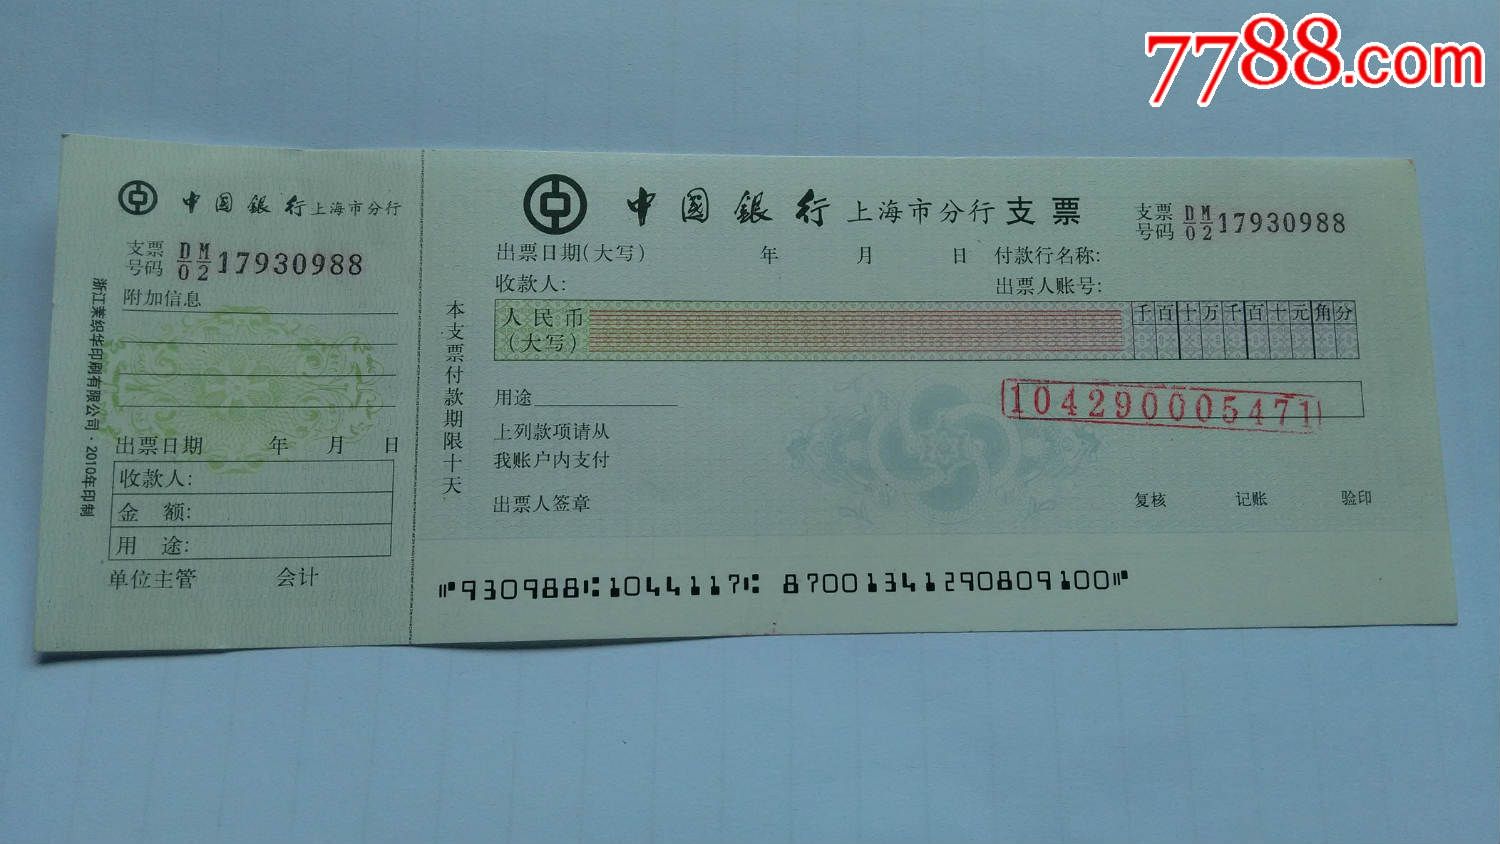 7788.com
中国銀行上海市分行
支票号码 DM/02 17930988
附加信息
出票日期 年 月 日
收款人:
金 额:
用 途:
单位主管 会计
浙江茉织华印刷有限公司·2010年印制
中国銀行上海市分行支票
支票号码 DM/02 17930988
出票日期(大写) 年 月 日 付款行名称:
收款人: 出票人账号:
本支票付款期限十天
人民币(大写) 千百十万千百十元角分
用途
104290005471
上列款项请从
我账户内支付
出票人签章 复核 记账 验印
⑈930988⑆1044117⑆ 87001341290809100⑈